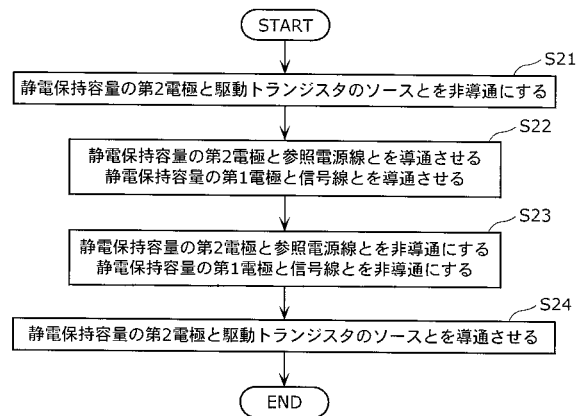 START
S21
静電保持容量の第2電極と駆動トランジスタのソースとを非導通にする
S22
静電保持容量の第2電極と参照電源線とを導通させる
静電保持容量の第1電極と信号線とを導通させる
S23
静電保持容量の第2電極と参照電源線とを非導通にする
静電保持容量の第1電極と信号線とを非導通にする
S24
静電保持容量の第2電極と駆動トランジスタのソースとを導通させる
END